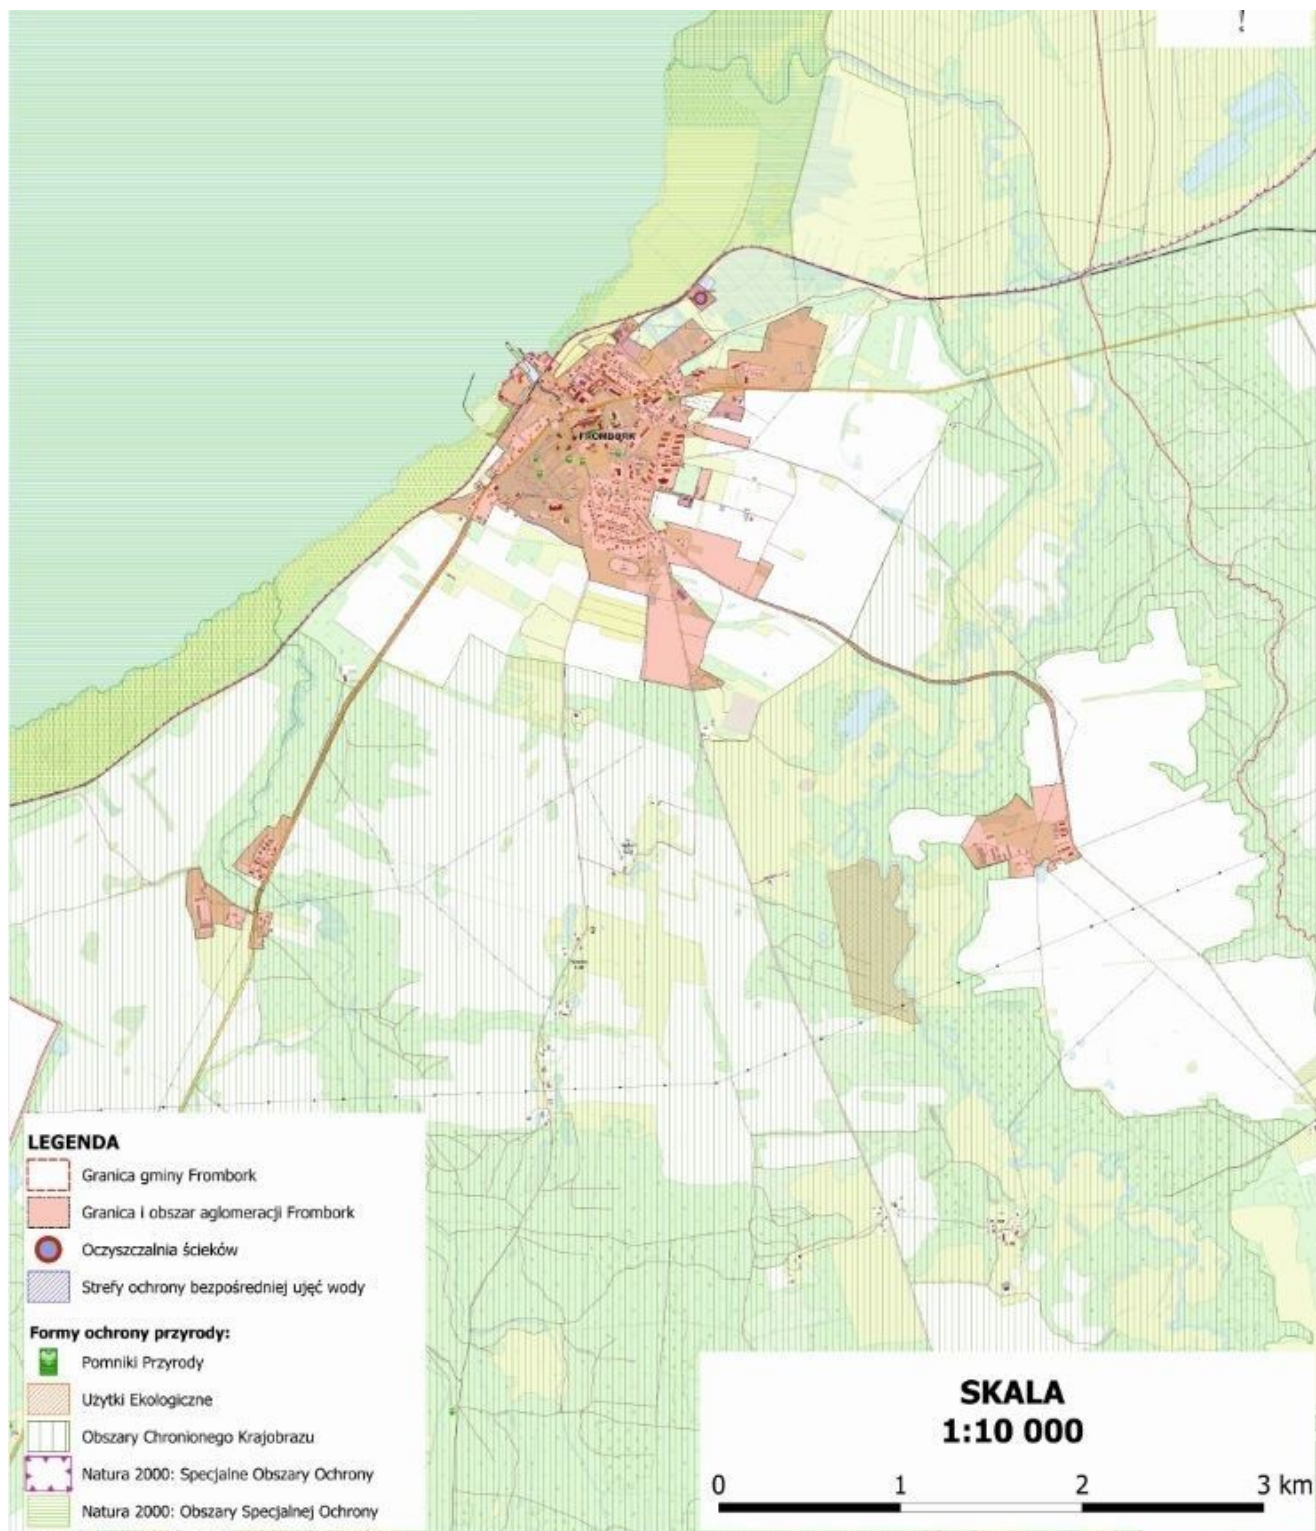 FROMBORK
LEGENDA
Granica gminy Frombork
Granica i obszar aglomeracji Frombork
Oczyszczalnia ścieków
Strefy ochrony bezpośredniej ujęć wody
Formy ochrony przyrody:
Pomniki Przyrody
Użytki Ekologiczne
Obszary Chronionego Krajobrazu
Natura 2000: Specjalne Obszary Ochrony
Natura 2000: Obszary Specjalnej Ochrony
SKALA
1:10 000
0 1 2 3 km